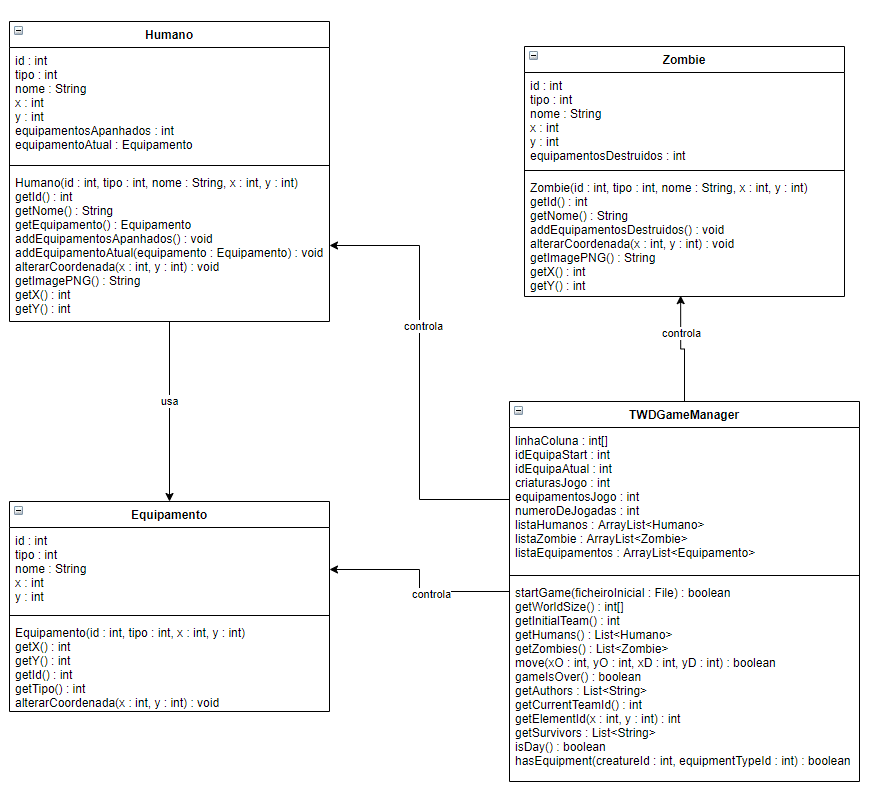 Humano
id : int
tipo : int
nome : String
x : int
y : int
equipamentosApanhados : int
equipamentoAtual : Equipamento
Humano(id : int, tipo : int, nome : String, x : int, y : int)
getId() : int
getNome() : String
getEquipamento() : Equipamento
addEquipamentosApanhados() : void
addEquipamentoAtual(equipamento : Equipamento) : void
alterarCoordenada(x : int, y : int) : void
getImagePNG() : String
getX() : int
getY() : int
Zombie
id : int
tipo : int
nome : String
x : int
y : int
equipamentosDestruidos : int
Zombie(id : int, tipo : int, nome : String, x : int, y : int)
getId() : int
getNome() : String
addEquipamentosDestruidos() : void
alterarCoordenada(x : int, y : int) : void
getImagePNG() : String
getX() : int
getY() : int
controla
controla
usa
Equipamento
id : int
tipo : int
nome : String
x : int
y : int
Equipamento(id : int, tipo : int, x : int, y : int)
getX() : int
getY() : int
getId() : int
getTipo() : int
alterarCoordenada(x : int, y : int) : void
controla
TWDGameManager
linhaColuna : int[]
idEquipaStart : int
idEquipaAtual : int
criaturasJogo : int
equipamentosJogo : int
numeroDeJogadas : int
listaHumanos : ArrayList<Humano>
listaZombie : ArrayList<Zombie>
listaEquipamentos : ArrayList<Equipamento>
startGame(ficheiroInicial : File) : boolean
getWorldSize() : int[]
getInitialTeam() : int
getHumans() : List<Humano>
getZombies() : List<Zombie>
move(xO : int, yO : int, xD : int, yD : int) : boolean
gameIsOver() : boolean
getAuthors : List<String>
getCurrentTeamId() : int
getElementId(x : int, y : int) : int
getSurvivors : List<String>
isDay() : boolean
hasEquipment(creatureId : int, equipmentTypeId : int) : boolean